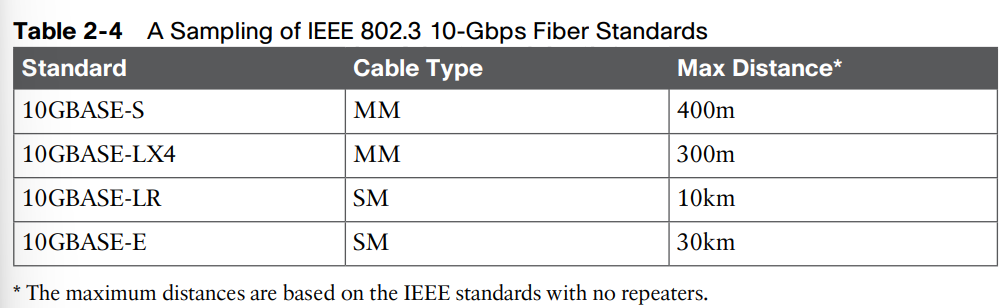 Table 2-4 A Sampling of IEEE 802.3 10-Gbps Fiber Standards
Standard Cable Type Max Distance*
10GBASE-S MM 400m
10GBASE-LX4 MM 300m
10GBASE-LR SM 10km
10GBASE-E SM 30km
* The maximum distances are based on the IEEE standards with no repeaters.